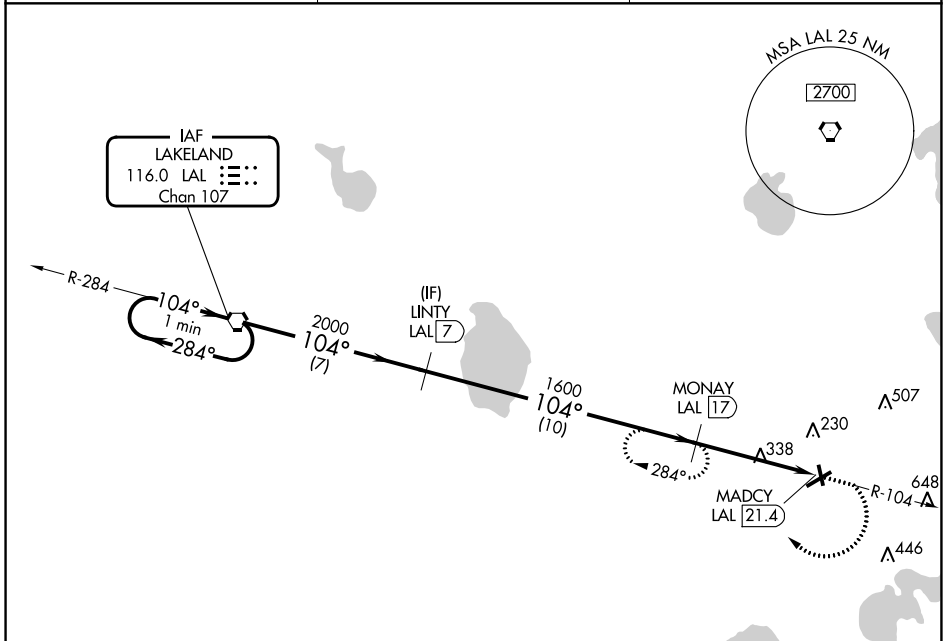 MSA LAL 25 NM
2700
IAF
LAKELAND
116.0 LAL
Chan 107
R-284
104°
1 min
284°
2000
104°
(7)
(IF)
LINTY
LAL 7
1600
104°
(10)
MONAY
LAL 17
284°
507
230
338
648
R-104
MADCY
LAL 21.4
446